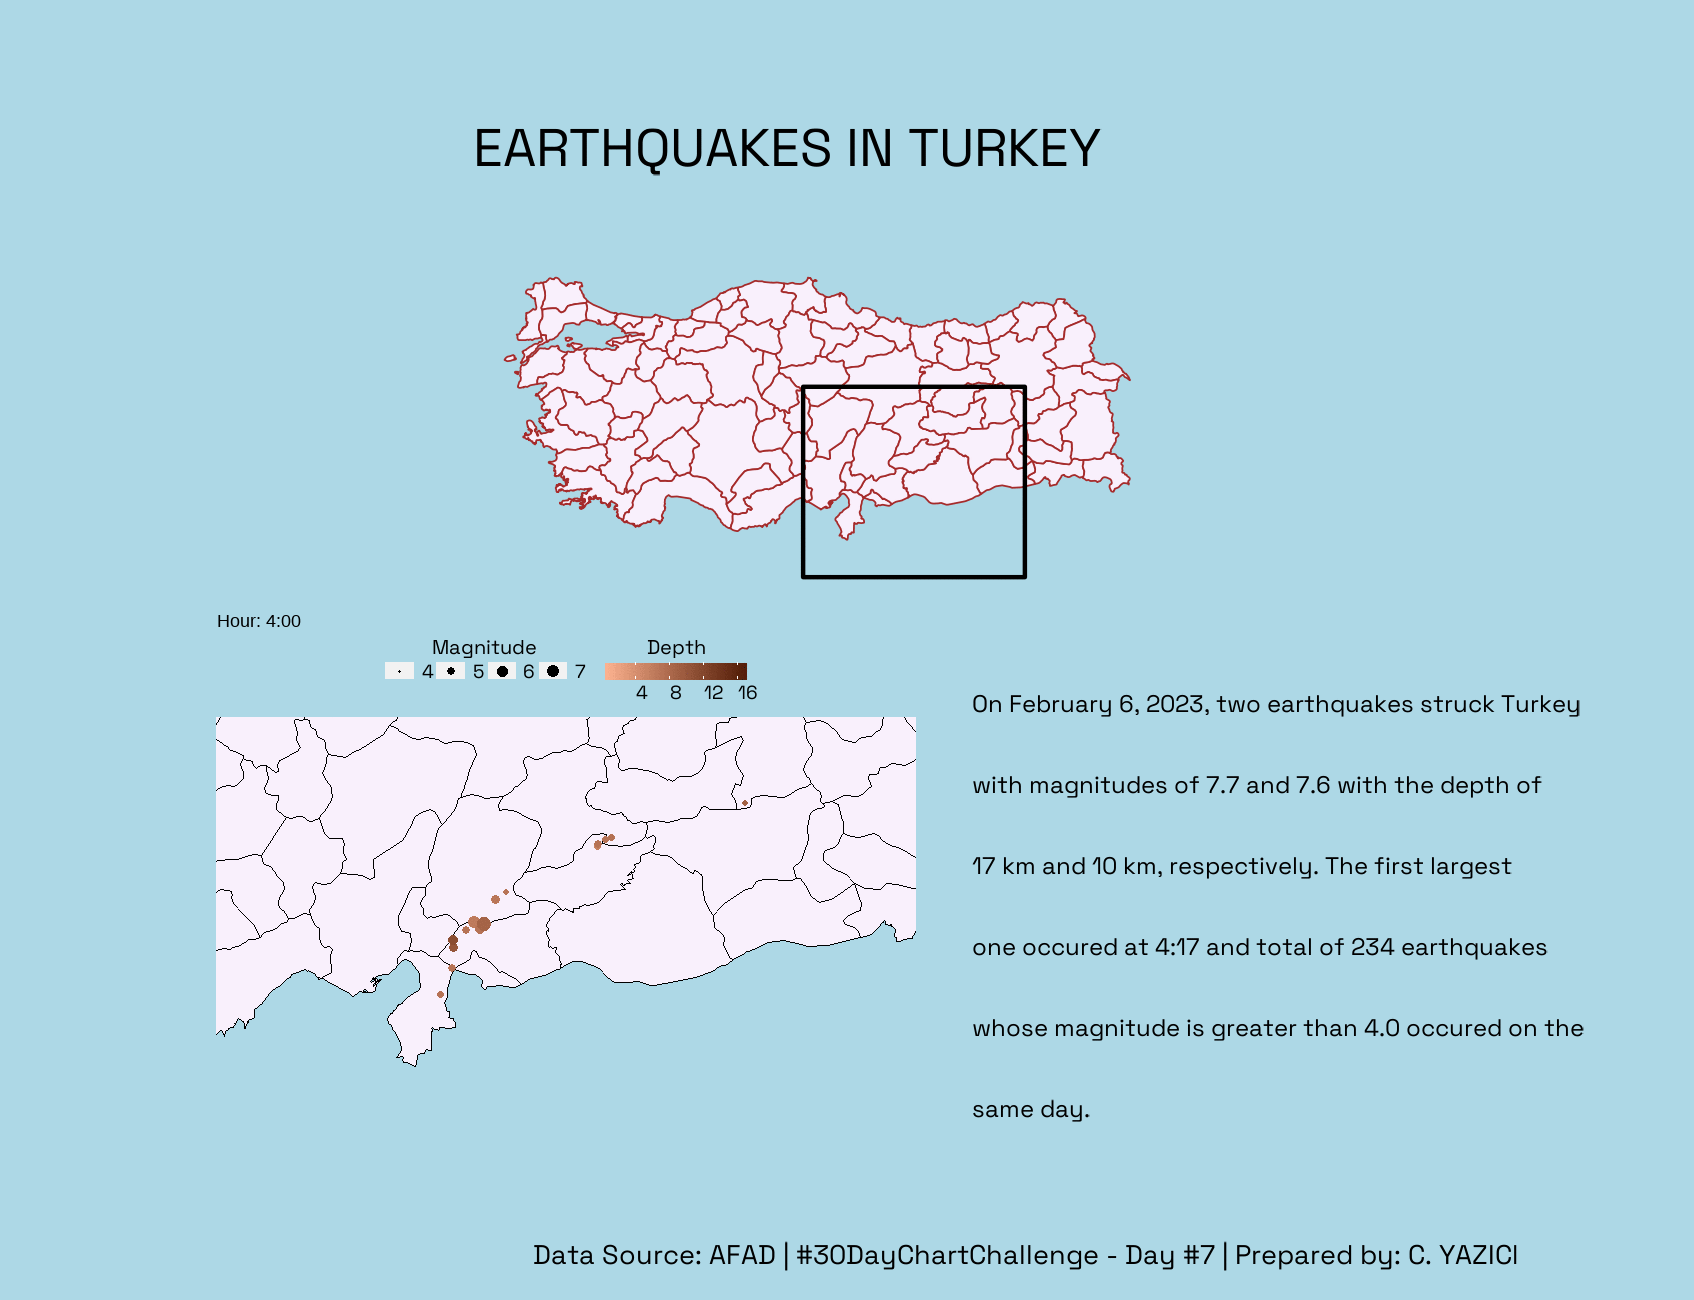 EARTHQUAKES IN TURKEY
Hour: 4:00
Magnitude
4 5 6 7
Depth
4 8 12 16
On February 6, 2023, two earthquakes struck Turkey
with magnitudes of 7.7 and 7.6 with the depth of
17 km and 10 km, respectively. The first largest
one occured at 4:17 and total of 234 earthquakes
whose magnitude is greater than 4.0 occured on the
same day.
Data Source: AFAD | #30DayChartChallenge - Day #7 | Prepared by: C. YAZICI